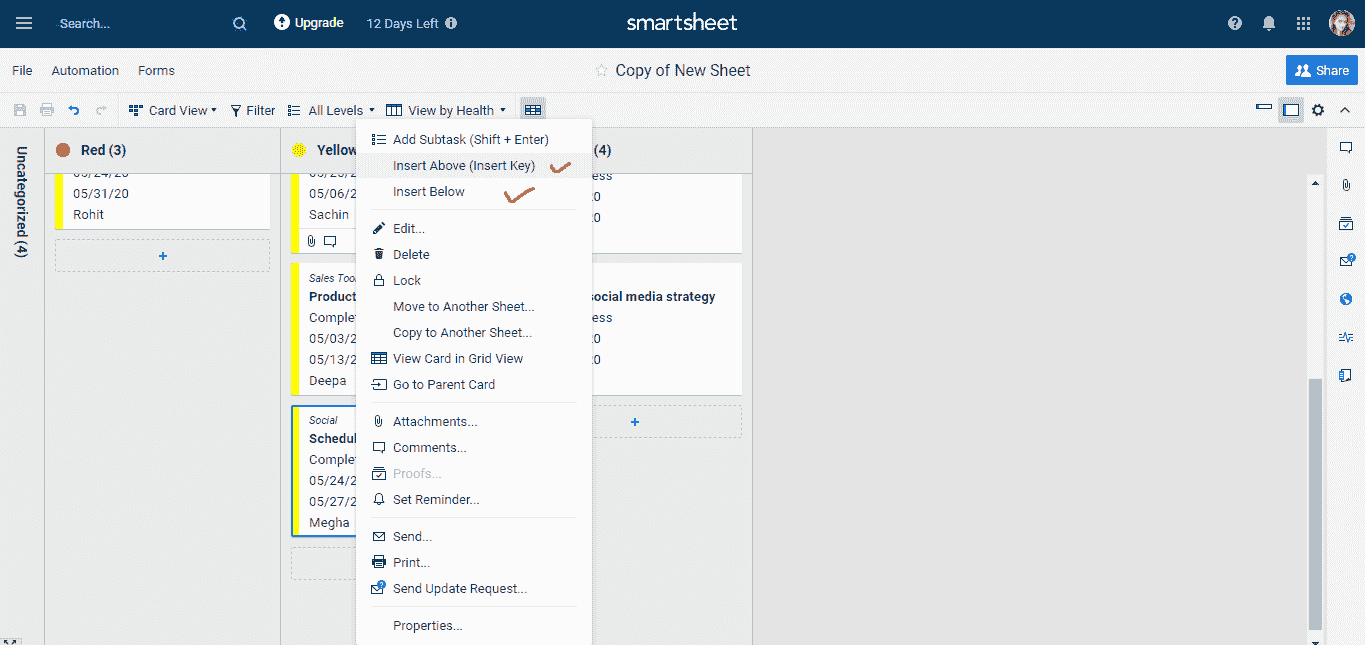 Search...
Upgrade
12 Days Left
smartsheet
File
Automation
Forms
Copy of New Sheet
Share
Card View
Filter
All Levels
View by Health
Uncategorized (4)
Red (3)
05/24/20
05/31/20
Rohit
Yellow
05/06/2
Sachin
Sales Too
Product
Complet
05/03/2
05/13/2
Deepa
Social
Schedul
Complet
05/24/2
05/27/2
Megha
Add Subtask (Shift + Enter)
Insert Above (Insert Key)
Insert Below
Edit...
Delete
Lock
Move to Another Sheet...
Copy to Another Sheet...
View Card in Grid View
Go to Parent Card
Attachments...
Comments...
Proofs...
Set Reminder...
Send...
Print...
Send Update Request...
Properties...
(4)
ess
0
0
social media strategy
ess
0
0